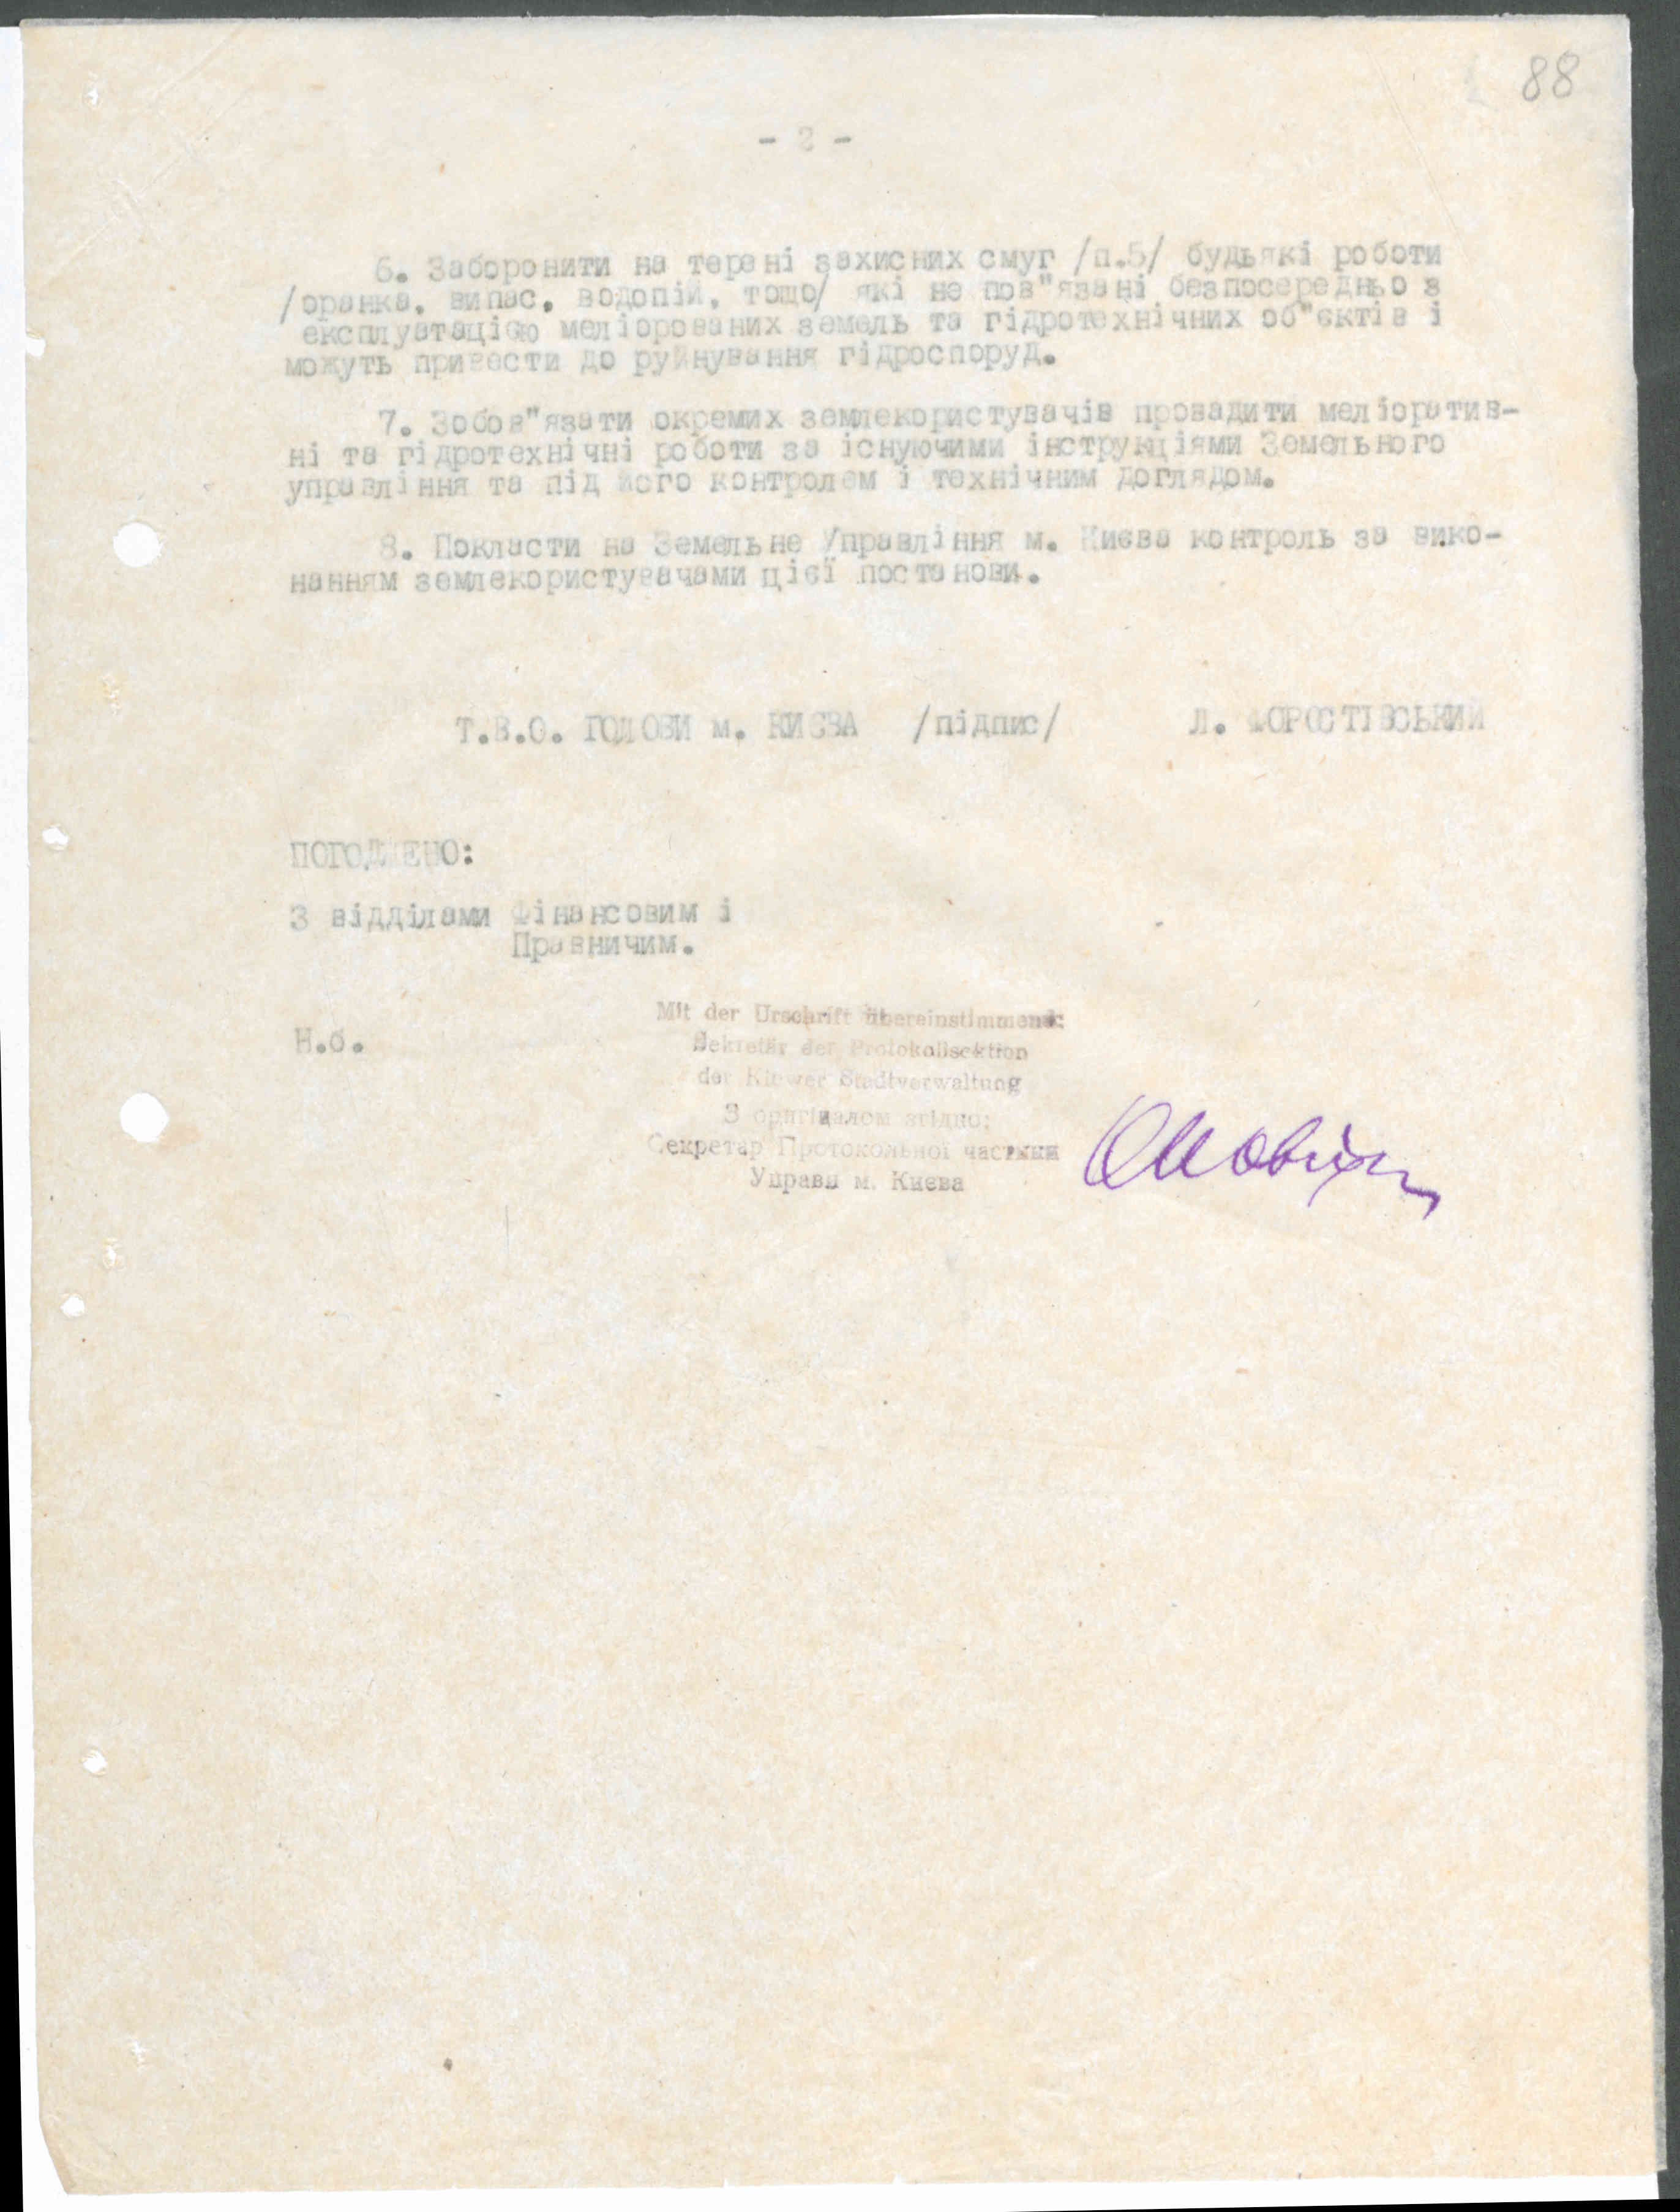 88
- 2 -
6. Заборонити на терені захисних смуг /п.5/ будьякі роботи
/оранка, випас, водопій, тощо/ які не пов"язані безпосередньо з
експлуатацією меліорованих земель та гідротехнічних об"єктів і
можуть привести до руйнування гідроспоруд.
7. Зобов"язати окремих землекористувачів провадити меліоратив-
ні та гідротехнічні роботи за існуючими інструкціями Земельного
управління та під його контролем і технічним доглядом.
8. Покласти на Земельне Управління м. Києва контроль за вико-
нанням землекористувачами цієї постанови.
Т.В.О. ГОЛОВИ м. КИЄВА /підпис/ Л. ФОРОСТІВСЬКИЙ
ПОГОДЖЕНО:
З відділами Фінансовим і
Правничим.
Н.б.
Mit der Urschrift übereinstimmend:
Sekretär der Protokollsektion
der Kiewer Stadtverwaltung
З оригіналом згідно:
Секретар Протокольної частини
Управи м. Києва